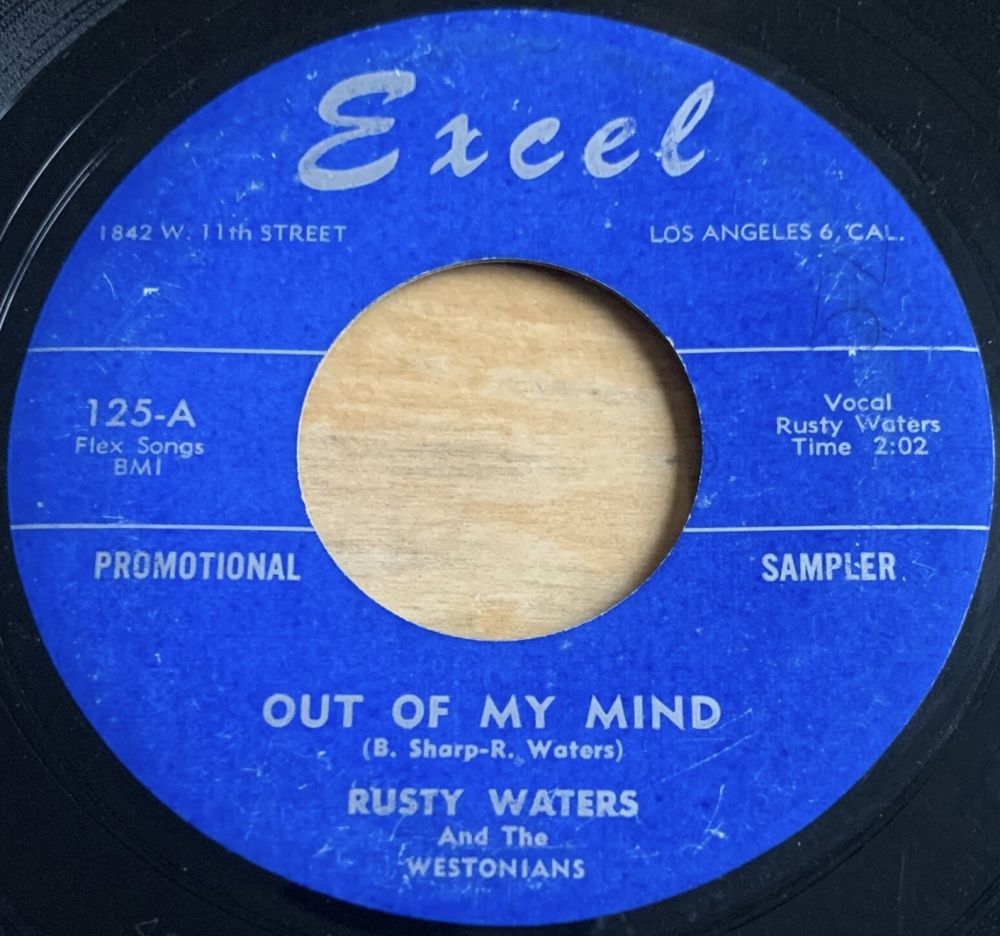 Excel
1842 W. 11th STREET
LOS ANGELES 6, CAL.
125-A
Flex Songs
BMI
Vocal
Rusty Waters
Time 2:02
PROMOTIONAL
SAMPLER
OUT OF MY MIND
(B. Sharp-R. Waters)
RUSTY WATERS
And The
WESTONIANS